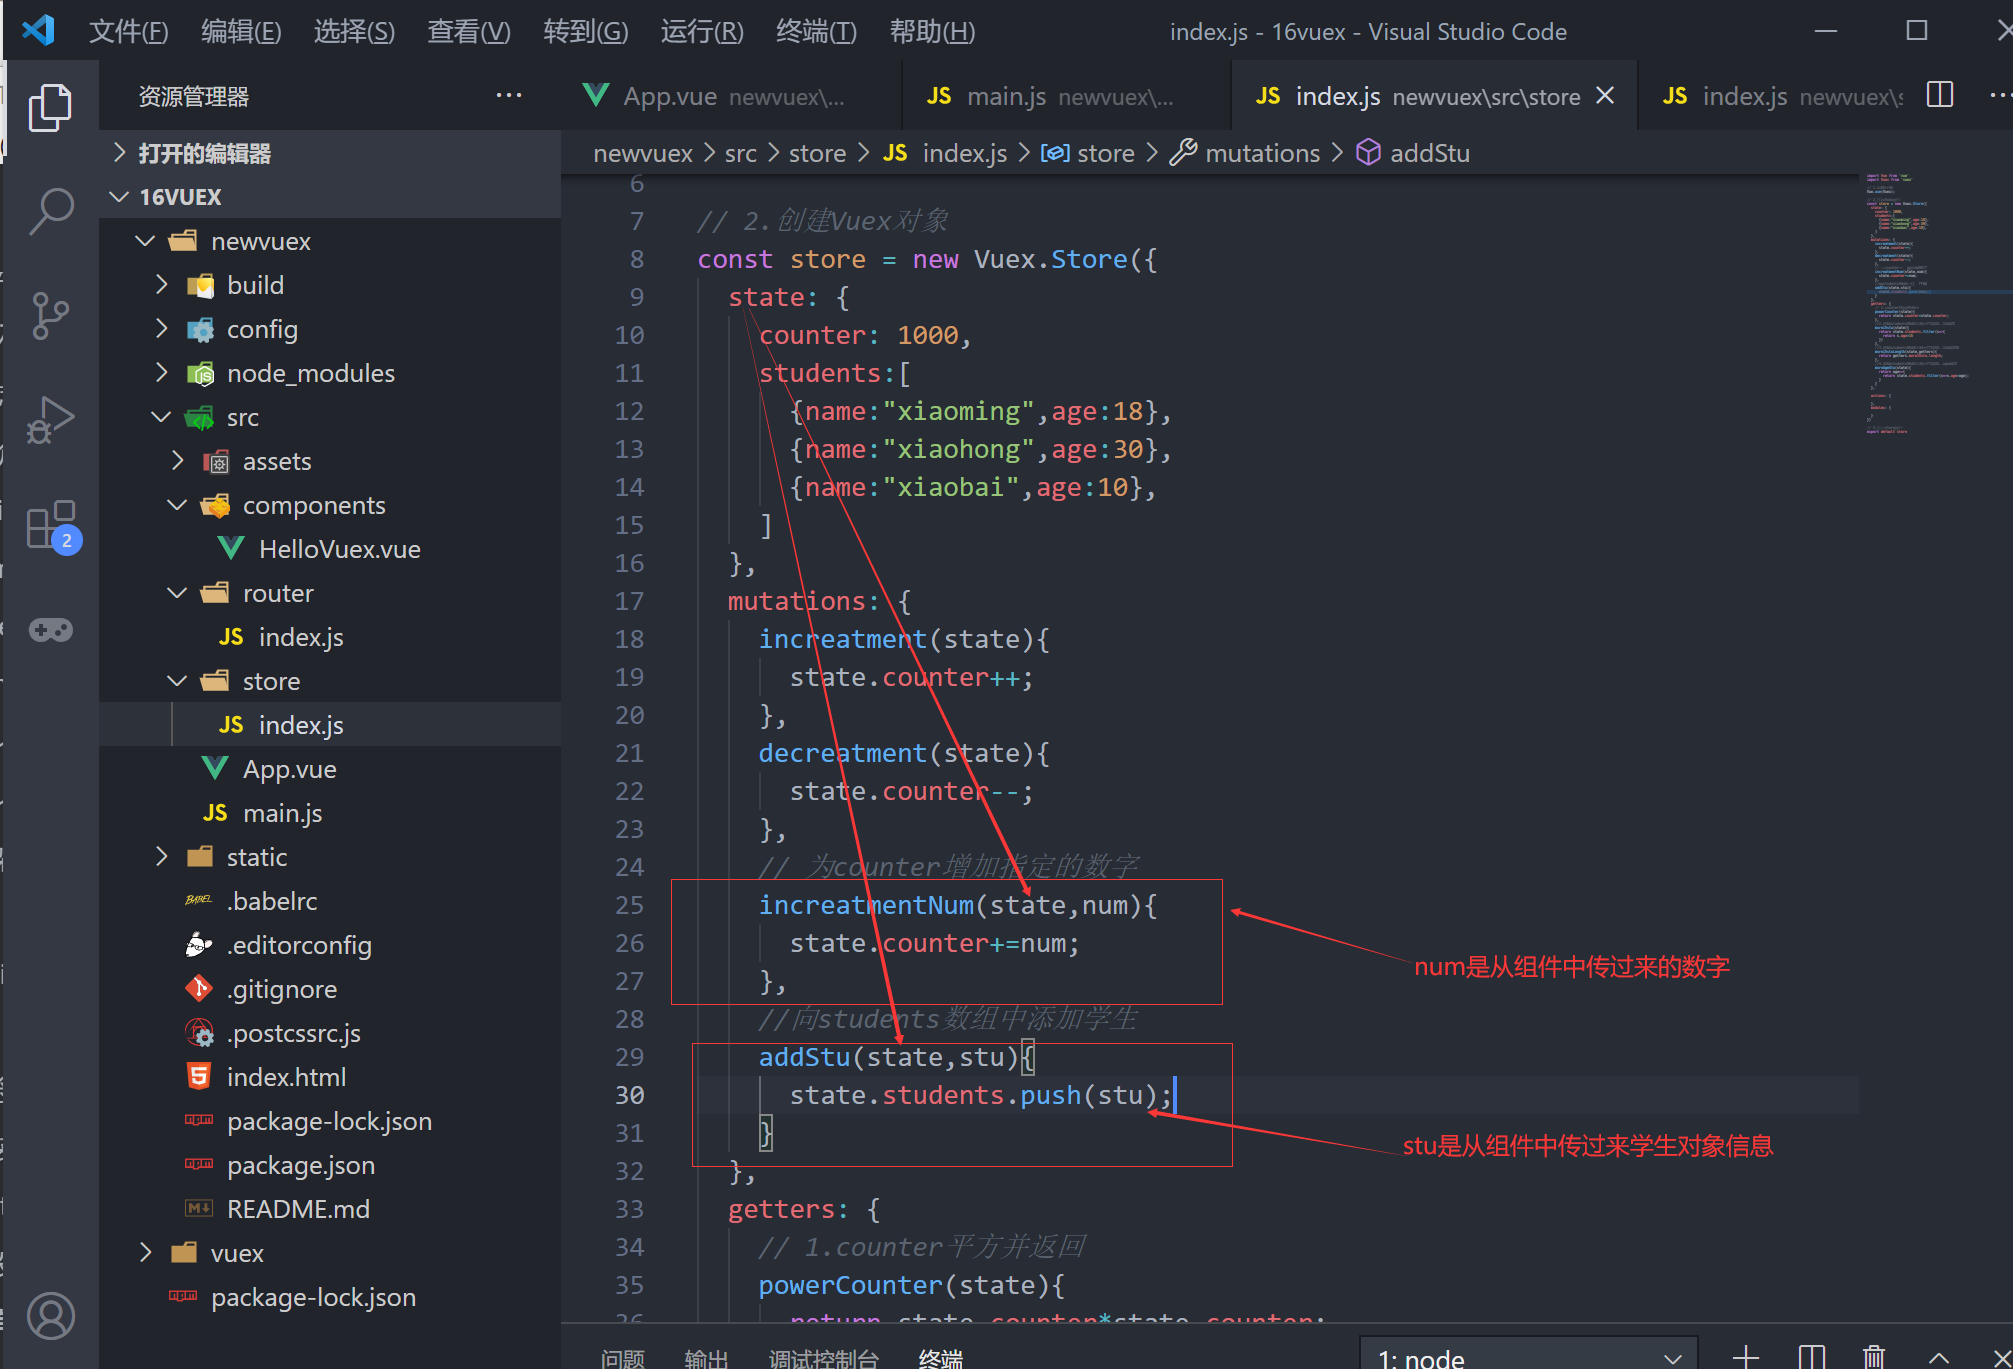 文件(F) 编辑(E) 选择(S) 查看(V) 转到(G) 运行(R) 终端(T) 帮助(H) index.js - 16vuex - Visual Studio Code
资源管理器 ···
App.vue newvuex\...
JS main.js newvuex\...
JS index.js newvuex\src\store
JS index.js newvuex\s
打开的编辑器
16VUEX
newvuex
build
config
node_modules
src
assets
components
HelloVuex.vue
router
JS index.js
store
JS index.js
App.vue
JS main.js
static
.babelrc
.editorconfig
.gitignore
.postcssrc.js
index.html
package-lock.json
package.json
README.md
vuex
package-lock.json
2
newvuex > src > store > JS index.js > store > mutations > addStu
6
7 // 2.创建Vuex对象
8 const store = new Vuex.Store({
9 state: {
10 counter: 1000,
11 students:[
12 {name:"xiaoming",age:18},
13 {name:"xiaohong",age:30},
14 {name:"xiaobai",age:10},
15 ]
16 },
17 mutations: {
18 increatment(state){
19 state.counter++;
20 },
21 decreatment(state){
22 state.counter--;
23 },
24 // 为counter增加指定的数字
25 increatmentNum(state,num){
26 state.counter+=num;
27 },
28 //向students数组中添加学生
29 addStu(state,stu){
30 state.students.push(stu);
31 }
32 },
33 getters: {
34 // 1.counter平方并返回
35 powerCounter(state){
36 return state.counter*state.counter;
num是从组件中传过来的数字
stu是从组件中传过来学生对象信息
问题 输出 调试控制台 终端 1: node